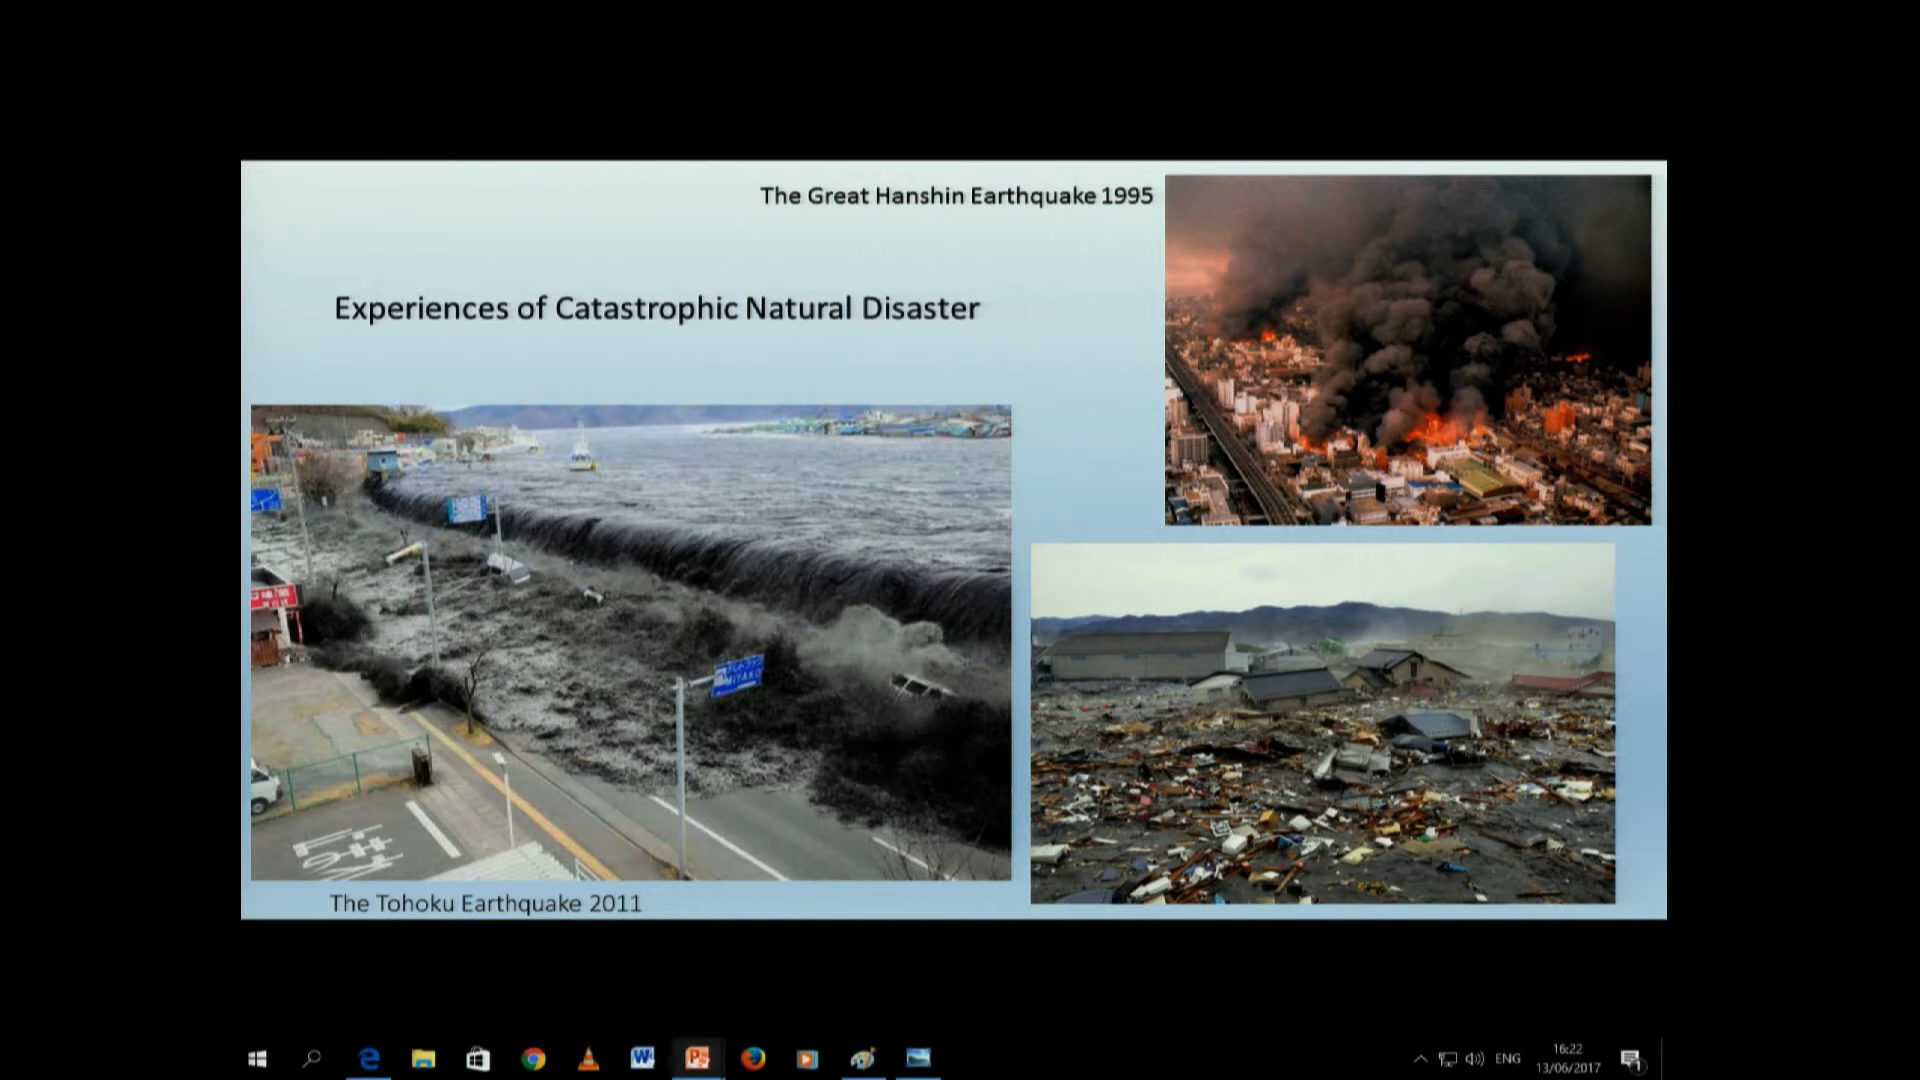 The Great Hanshin Earthquake 1995
Experiences of Catastrophic Natural Disaster
MIYAKO
The Tohoku Earthquake 2011
ENG
16:22
13/06/2017